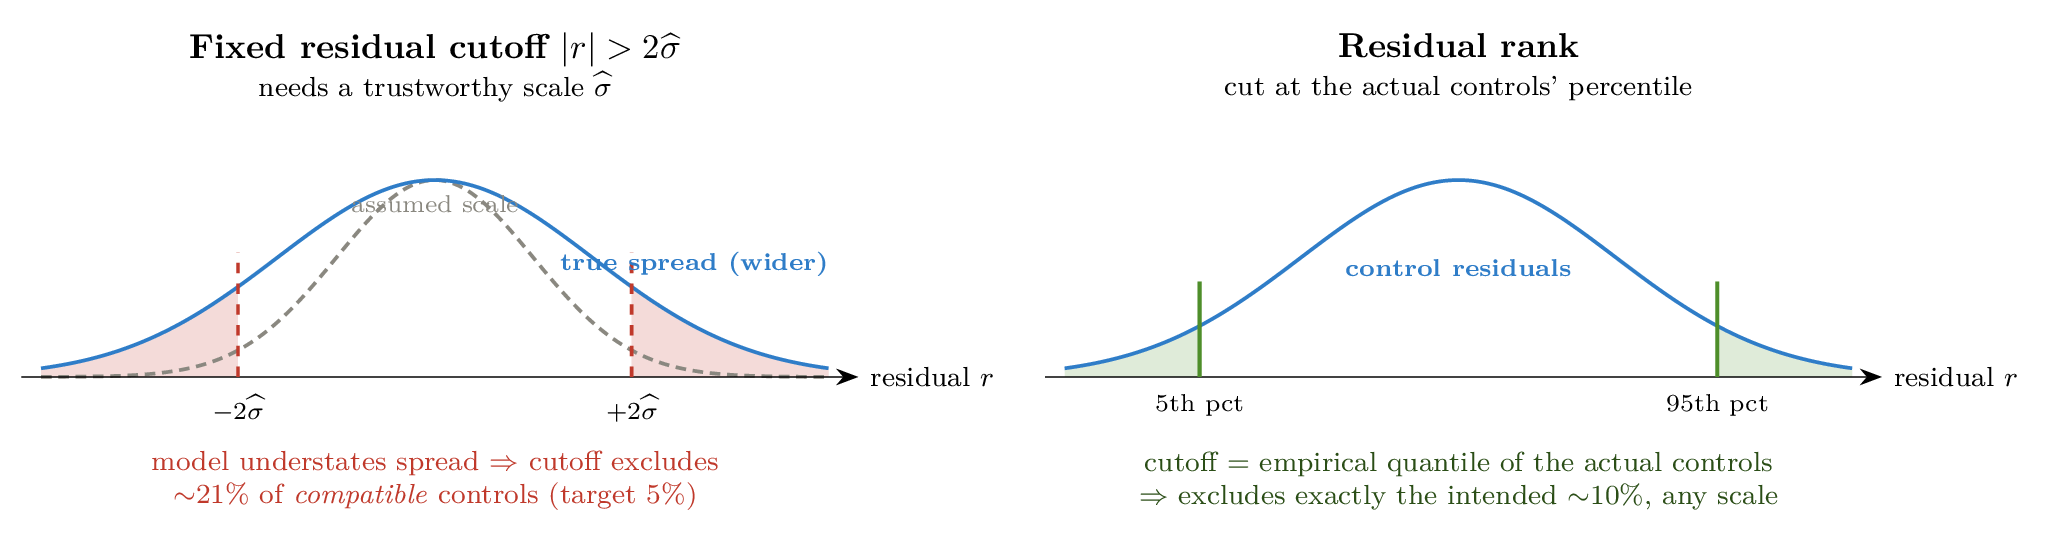 Fixed residual cutoff |r| > 2σ̂
needs a trustworthy scale σ̂
assumed scale
true spread (wider)
residual r
−2σ̂
+2σ̂
model understates spread ⇒ cutoff excludes
∼21% of compatible controls (target 5%)
Residual rank
cut at the actual controls’ percentile
control residuals
residual r
5th pct
95th pct
cutoff = empirical quantile of the actual controls
⇒ excludes exactly the intended ∼10%, any scale